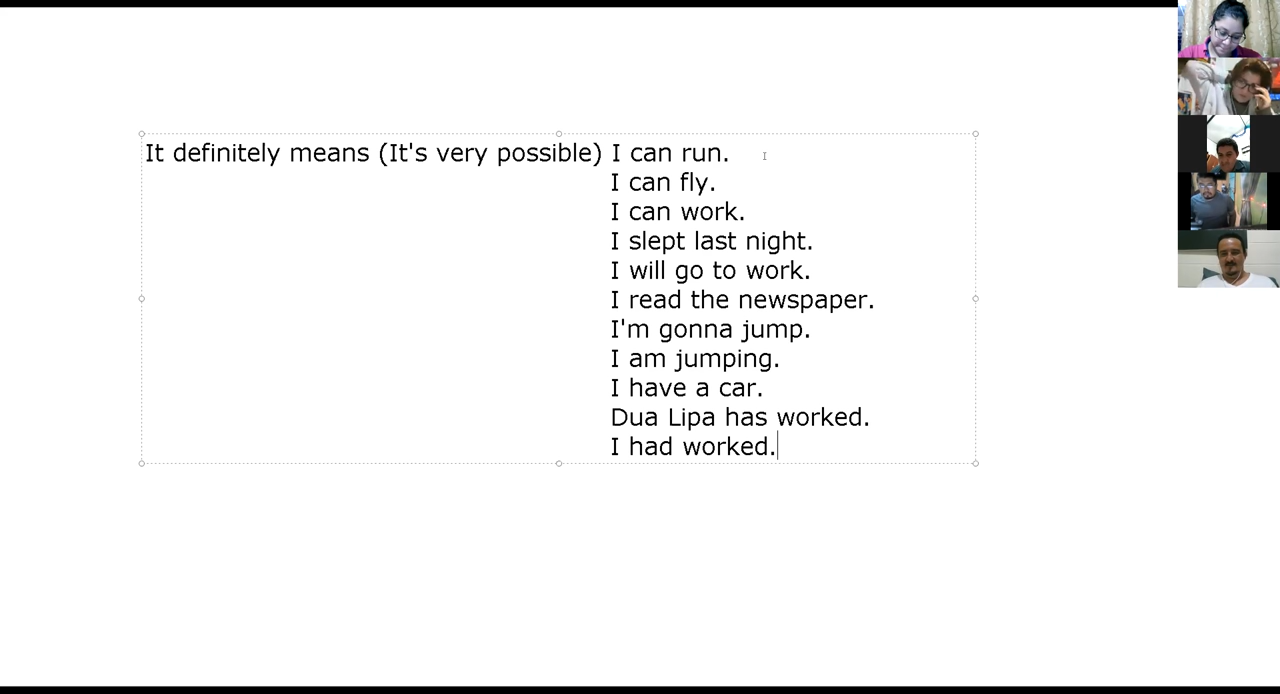 It definitely means (It's very possible) I can run.
I can fly.
I can work.
I slept last night.
I will go to work.
I read the newspaper.
I'm gonna jump.
I am jumping.
I have a car.
Dua Lipa has worked.
I had worked.